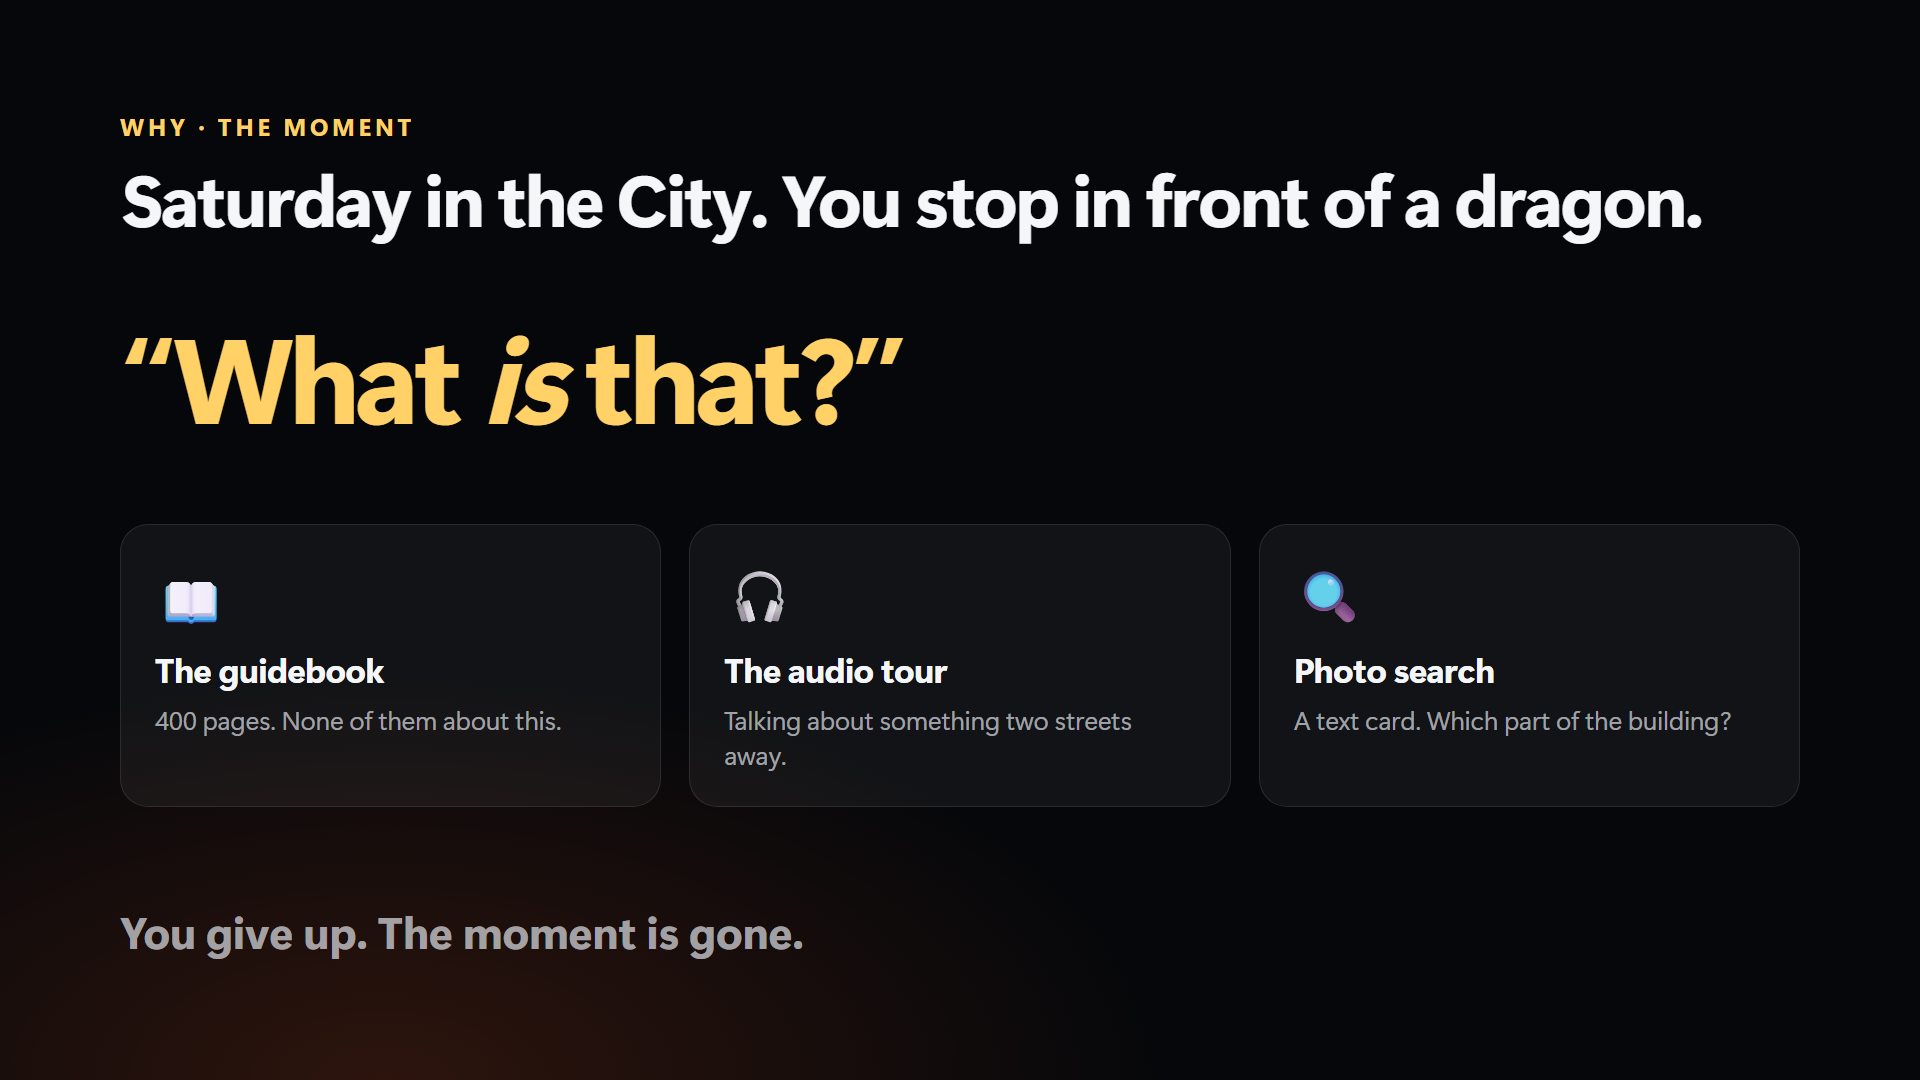 WHY · THE MOMENT
Saturday in the City. You stop in front of a dragon.
“What is that?”
The guidebook
400 pages. None of them about this.
The audio tour
Talking about something two streets
away.
Photo search
A text card. Which part of the building?
You give up. The moment is gone.